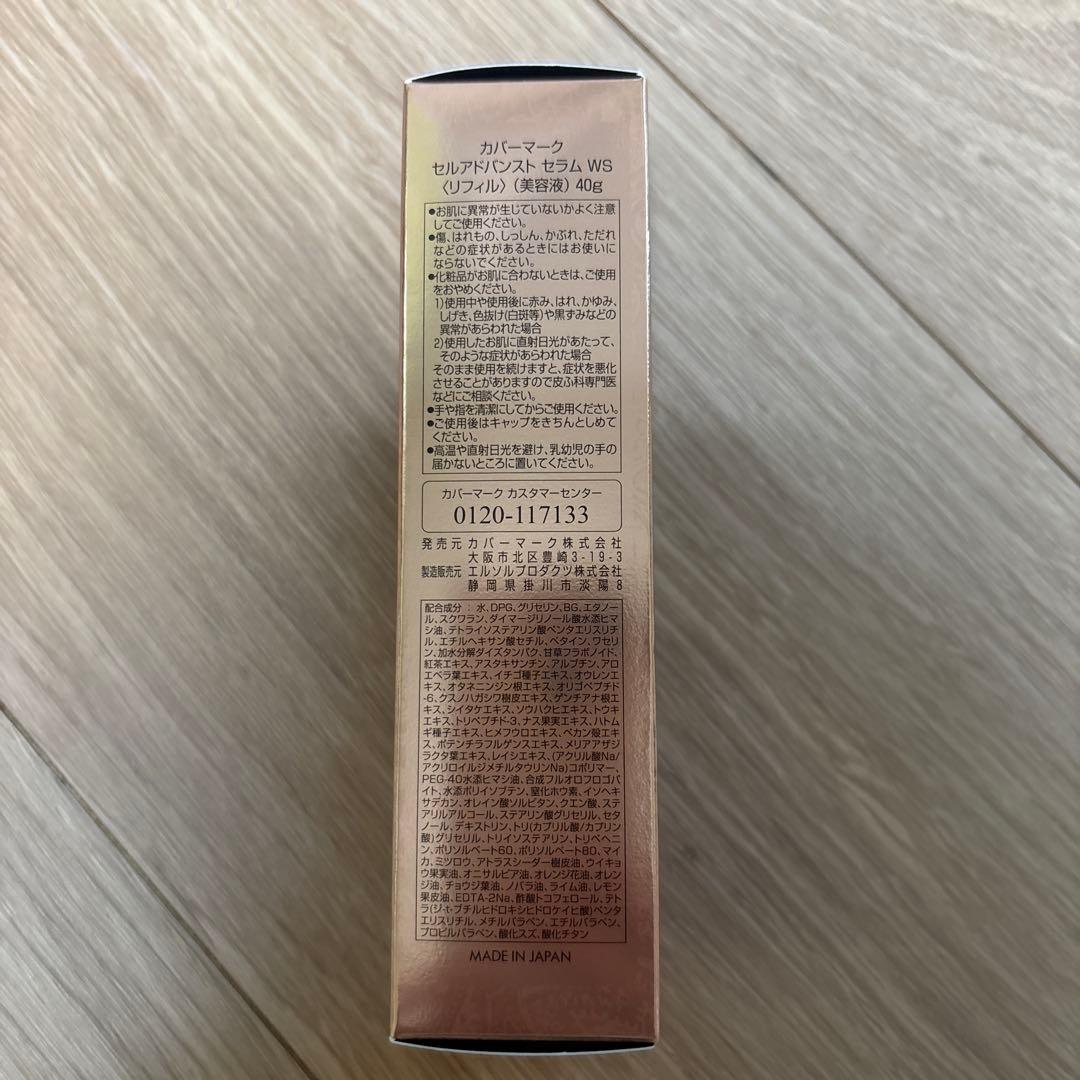 カバーマーク
セルアドバンスト セラム WS
〈リフィル〉（美容液）40g
●お肌に異常が生じていないかよく注意
してご使用ください。
●傷、はれもの、しっしん、かぶれ、ただれ
などの症状があるときにはお使いに
ならないでください。
●化粧品がお肌に合わないときは、ご使用
をおやめください。
1)使用中や使用後に赤み、はれ、かゆみ、
しげき、色抜け(白斑等)や黒ずみなどの
異常があらわれた場合
2)使用したお肌に直射日光があたって、
そのような症状があらわれた場合
そのまま使用を続けますと、症状を悪化
させることがありますので皮ふ科専門医
などにご相談ください。
●手や指を清潔にしてからご使用ください。
●ご使用後はキャップをきちんとしめて
ください。
●高温や直射日光を避け、乳幼児の手の
届かないところに置いてください。
カバーマーク カスタマーセンター
0120-117133
発売元 カバーマーク株式会社
大阪市北区豊崎3-19-3
製造販売元 エルソルプロダクツ株式会社
静岡県掛川市淡陽8
配合成分 : 水、DPG、グリセリン、BG、エタノー
ル、スクワラン、ダイマージリノール酸水添ヒマ
シ油、テトライソステアリン酸ペンタエリスリチ
ル、エチルヘキサン酸セチル、ベタイン、ワセリ
ン、加水分解ダイズタンパク、甘草フラボノイド、
紅茶エキス、アスタキサンチン、アルブチン、アロ
エベラ葉エキス、イチゴ種子エキス、オウレンエ
キス、オタネニンジン根エキス、オリゴペプチド
-6、クスノハガシワ樹皮エキス、ゲンチアナ根エ
キス、シイタケエキス、ソウハクヒエキス、トウキ
エキス、トリペプチド-3、ナス果実エキス、ハトム
ギ種子エキス、ヒメフウロエキス、ペカン殻エキ
ス、ポテンチラフルゲンスエキス、メリアアザジ
ラクタ葉エキス、レイシエキス、(アクリル酸Na/
アクリロイルジメチルタウリンNa)コポリマー、
PEG-40水添ヒマシ油、合成フルオロフロゴパ
イト、水添ポリイソブテン、窒化ホウ素、イソヘキ
サデカン、オレイン酸ソルビタン、クエン酸、ステ
アリルアルコール、ステアリン酸グリセリル、セタ
ノール、デキストリン、トリ(カプリル酸/カプリン
酸)グリセリル、トリイソステアリン、トリベヘニ
ン、ポリソルベート60、ポリソルベート80、マイ
カ、ミツロウ、アトラスシーダー樹皮油、ウイキョ
ウ果実油、オニサルビア油、オレンジ花油、オレン
ジ油、チョウジ葉油、ノバラ油、ライム油、レモン
果皮油、EDTA-2Na、酢酸トコフェロール、テト
ラ(ジ-t-ブチルヒドロキシヒドロケイヒ酸)ペンタ
エリスリチル、メチルパラベン、エチルパラベン、
プロピルパラベン、酸化スズ、酸化チタン
MADE IN JAPAN